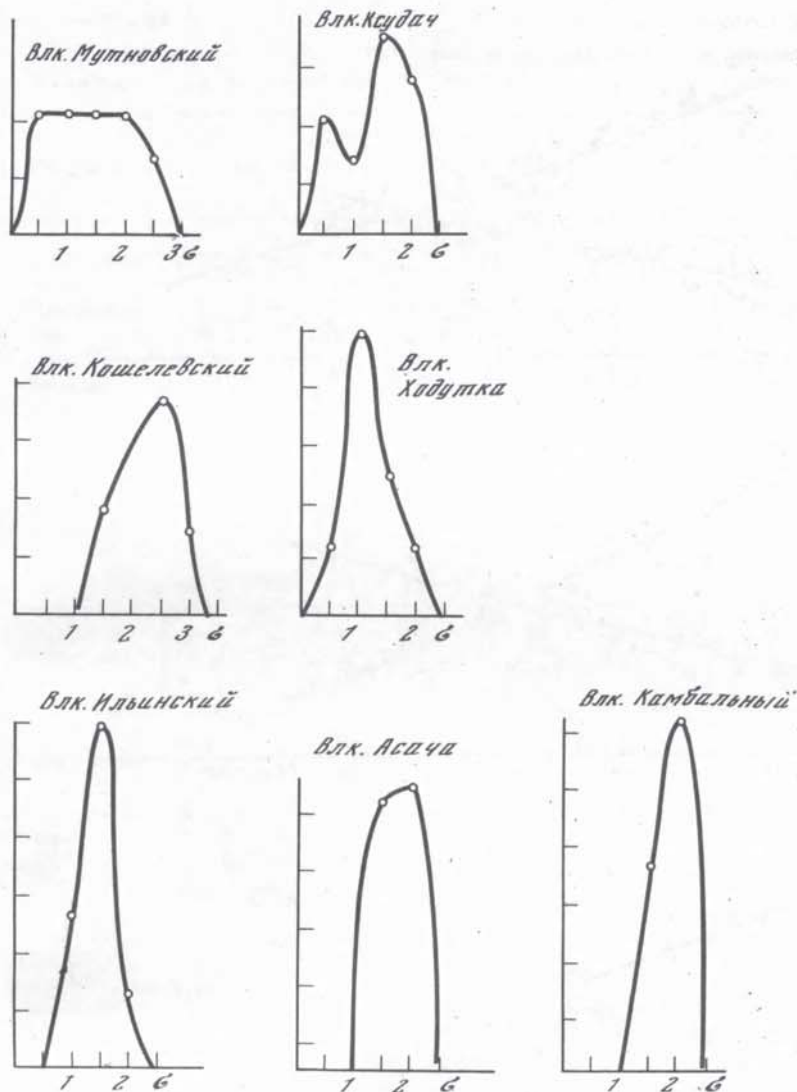 Влк. Мутновский
Влк. Ксудач
1 2 3 σ
1 2 σ
Влк. Кошелевский
Влк.
Ходутка
1 2 3 σ
1 2 σ
Влк. Ильинский
Влк. Асача
Влк. Камбальный
1 2 σ
1 2 σ
1 2 σ